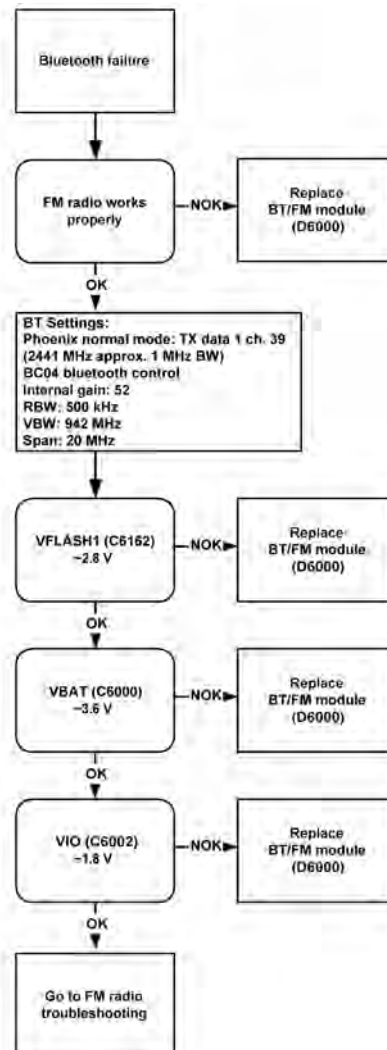 Bluetooth failure
FM radio works
properly
NOK
Replace
BT/FM module
(D6000)
OK
BT Settings:
Phoenix normal mode: TX data 1 ch. 39
(2441 MHz approx. 1 MHz BW)
BC04 bluetooth control
Internal gain: 52
RBW: 500 kHz
VBW: 942 MHz
Span: 20 MHz
VFLASH1 (C6162)
~2.8 V
NOK
Replace
BT/FM module
(D6000)
OK
VBAT (C6000)
~3.6 V
NOK
Replace
BT/FM module
(D6000)
OK
VIO (C6002)
~1.8 V
NOK
Replace
BT/FM module
(D6000)
OK
Go to FM radio
troubleshooting